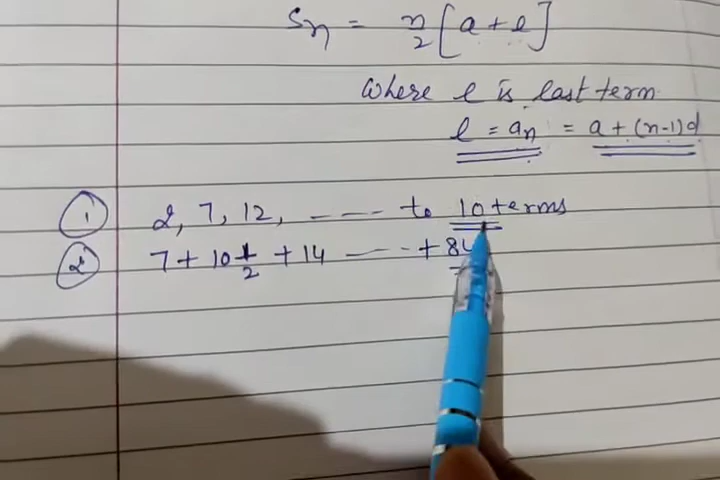 Sn = n/2 [a + l]
Where l is last term
l = an = a + (n-1)d
① 2, 7, 12, ---- to 10 terms
② 7 + 10 1/2 + 14 ---- + 84